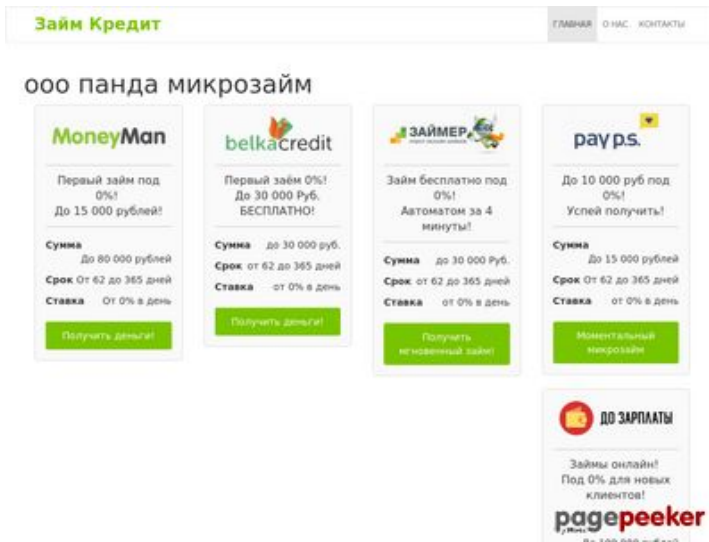 Займ Кредит
ГЛАВНАЯ О НАС КОНТАКТЫ
ооо панда микрозайм
MoneyMan
Первый займ под
0%!
До 15 000 рублей!
Сумма
До 80 000 рублей
Срок От 62 до 365 дней
Ставка От 0% в день
Получить деньги!
belkacredit
Первый заём 0%!
До 30 000 Руб.
БЕСПЛАТНО!
Сумма до 30 000 руб.
Срок от 62 до 365 дней
Ставка от 0% в день
Получить деньги!
ЗАЙМЕР
Займ бесплатно под
0%!
Автоматом за 4
минуты!
Сумма до 30 000 Руб.
Срок от 62 до 365 дней
Ставка от 0% в день
Получить
мгновенный займ!
pay p.s.
До 10 000 руб под
0%!
Успей получить!
Сумма
До 15 000 рублей
Срок От 62 до 365 дней
Ставка от 0% в день
Моментальный
микрозайм
ДО ЗАРПЛАТЫ
Займы онлайн!
Под 0% для новых
клиентов!
pagepeeker
До 100 000 рублей